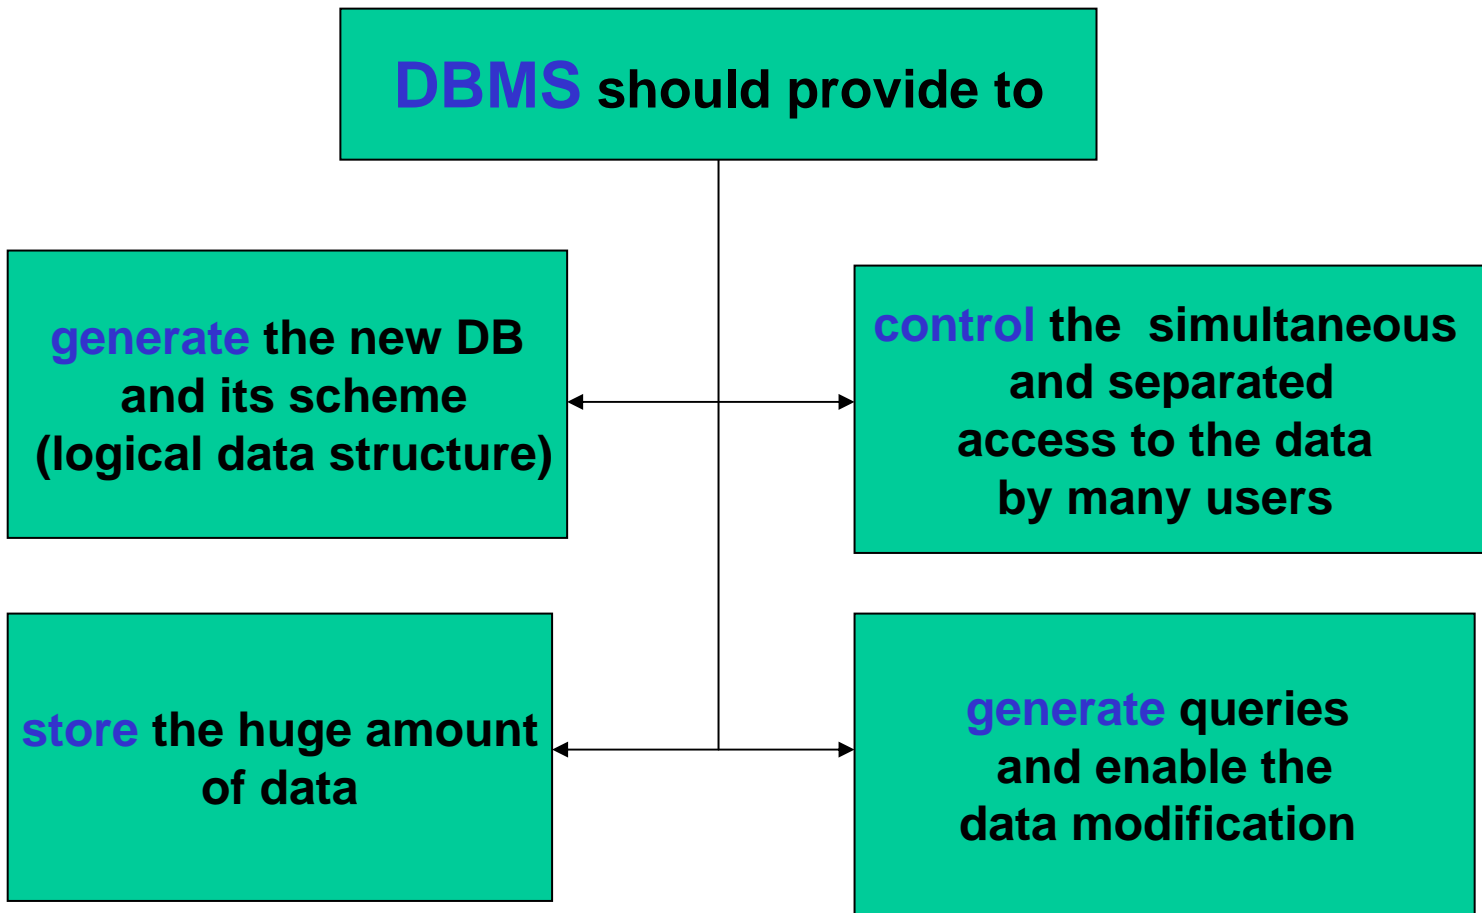 DBMS should provide to
generate the new DB
and its scheme
(logical data structure)
control the simultaneous
and separated
access to the data
by many users
store the huge amount
of data
generate queries
and enable the
data modification